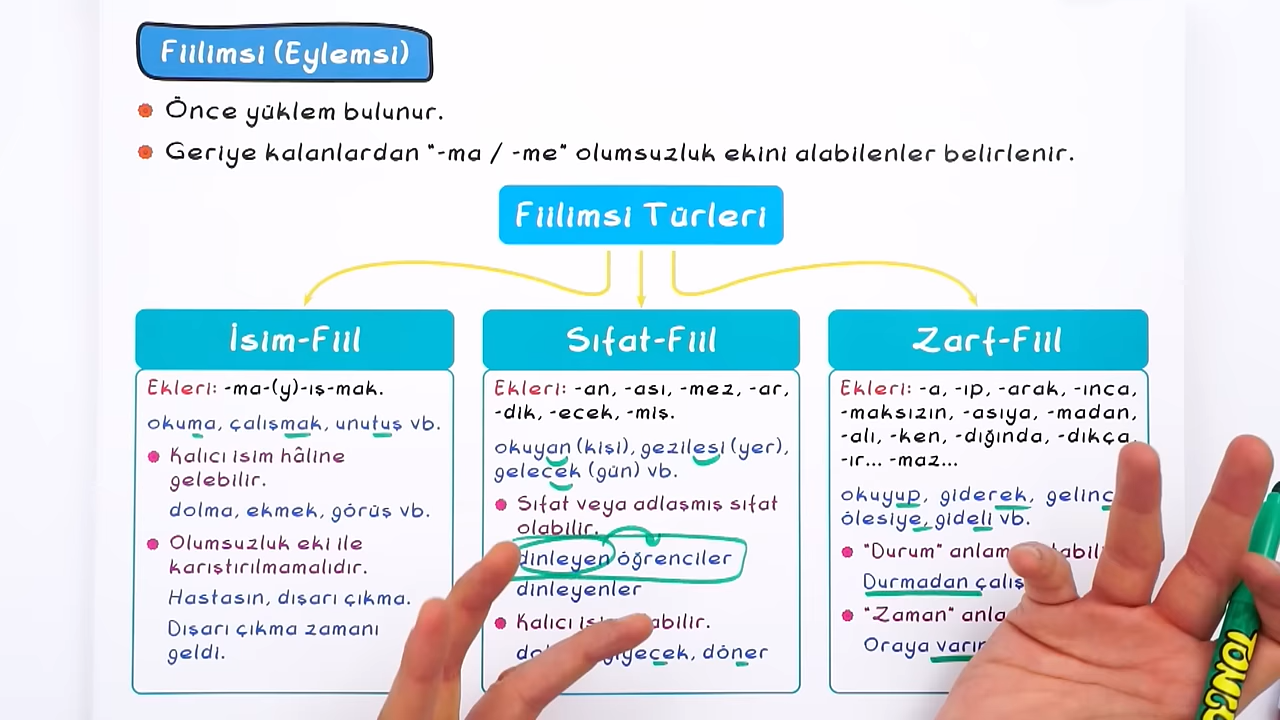 Fiilimsi (Eylemsi)
Önce yüklem bulunur.
Geriye kalanlardan "-ma / -me" olumsuzluk ekini alabilenler belirlenir.
Fiilimsi Türleri
İsim-Fiil
Ekleri: -ma-(y)-ış-mak.
okuma, çalışmak, unutuş vb.
Kalıcı isim hâline
gelebilir.
dolma, ekmek, görüş vb.
Olumsuzluk eki ile
karıştırılmamalıdır.
Hastasın, dışarı çıkma.
Dışarı çıkma zamanı
geldi.
Sıfat-Fiil
Ekleri: -an, -ası, -mez, -ar,
-dik, -ecek, -miş.
okuyan (kişi), gezilesi (yer),
gelecek (gün) vb.
Sıfat veya adlaşmış sıfat
olabilir.
dinleyen öğrenciler
dinleyenler
Kalıcı
döner
Zarf-Fiil
Ekleri: -a, -ıp, -arak, -ınca,
-maksızın, -asıya, -madan,
-alı, -ken, -dığında, -dıkça,
-ır... -maz...
okuyup, giderek,
ölesiye, gideli vb.
"Durum"
Durmadan
"Zaman"
Oraya
TONGU